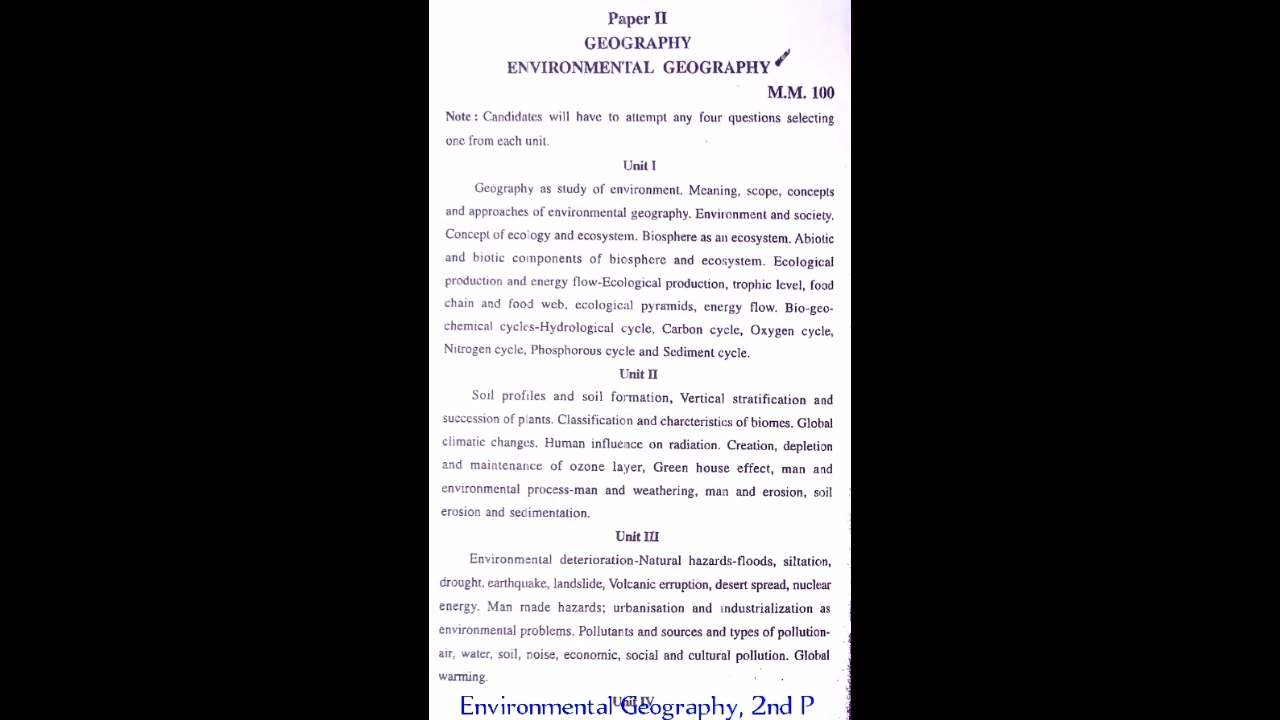 Paper II
GEOGRAPHY
ENVIRONMENTAL GEOGRAPHY
M.M. 100
Note : Candidates will have to attempt any four questions selecting
one from each unit.
Unit I
Geography as study of environment. Meaning, scope, concepts
and approaches of environmental geography. Environment and society.
Concept of ecology and ecosystem. Biosphere as an ecosystem. Abiotic
and biotic components of biosphere and ecosystem. Ecological
production and energy flow-Ecological production, trophic level, food
chain and food web, ecological pyramids, energy flow. Bio-geo-
chemical cycles-Hydrological cycle, Carbon cycle, Oxygen cycle,
Nitrogen cycle, Phosphorous cycle and Sediment cycle.
Unit II
Soil profiles and soil formation, Vertical stratification and
succession of plants. Classification and charcteristics of biomes. Global
climatic changes. Human influence on radiation. Creation, depletion
and maintenance of ozone layer, Green house effect, man and
environmental process-man and weathering, man and erosion, soil
erosion and sedimentation.
Unit III
Environmental deterioration-Natural hazards-floods, siltation,
drought, earthquake, landslide, Volcanic erruption, desert spread, nuclear
energy. Man made hazards; urbanisation and industrialization as
environmental problems. Pollutants and sources and types of pollution-
air, water, soil, noise, economic, social and cultural pollution. Global
warming.
Unit IV
Environmental Geography, 2nd P